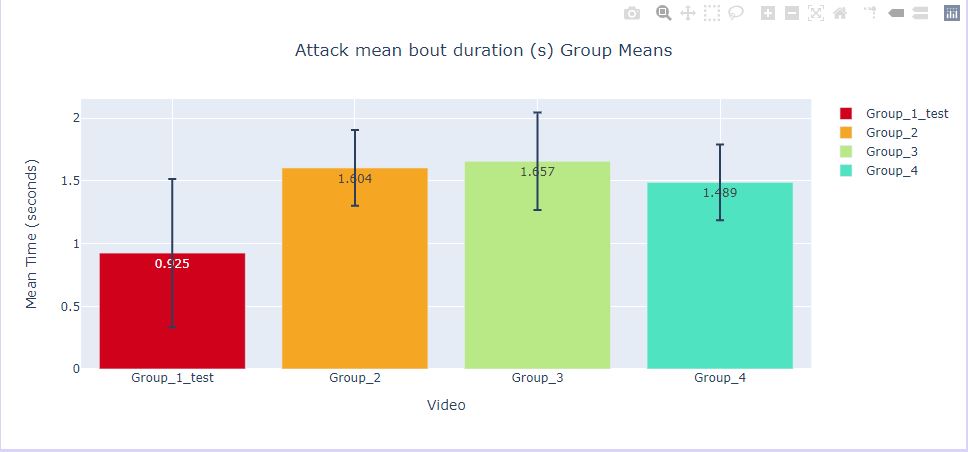 Attack mean bout duration (s) Group Means
Mean Time (seconds)
2
1.5
1
0.5
0
0.925
1.604
1.657
1.489
Group_1_test
Group_2
Group_3
Group_4
Video
Group_1_test
Group_2
Group_3
Group_4